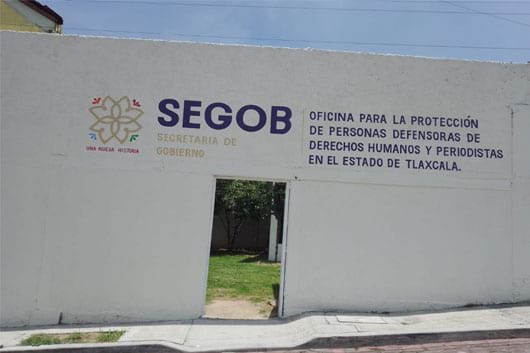 UNA NUEVA HISTORIA
SEGOB
SECRETARÍA DE
GOBIERNO
OFICINA PARA LA PROTECCIÓN
DE PERSONAS DEFENSORAS DE
DERECHOS HUMANOS Y PERIODISTAS
EN EL ESTADO DE TLAXCALA.